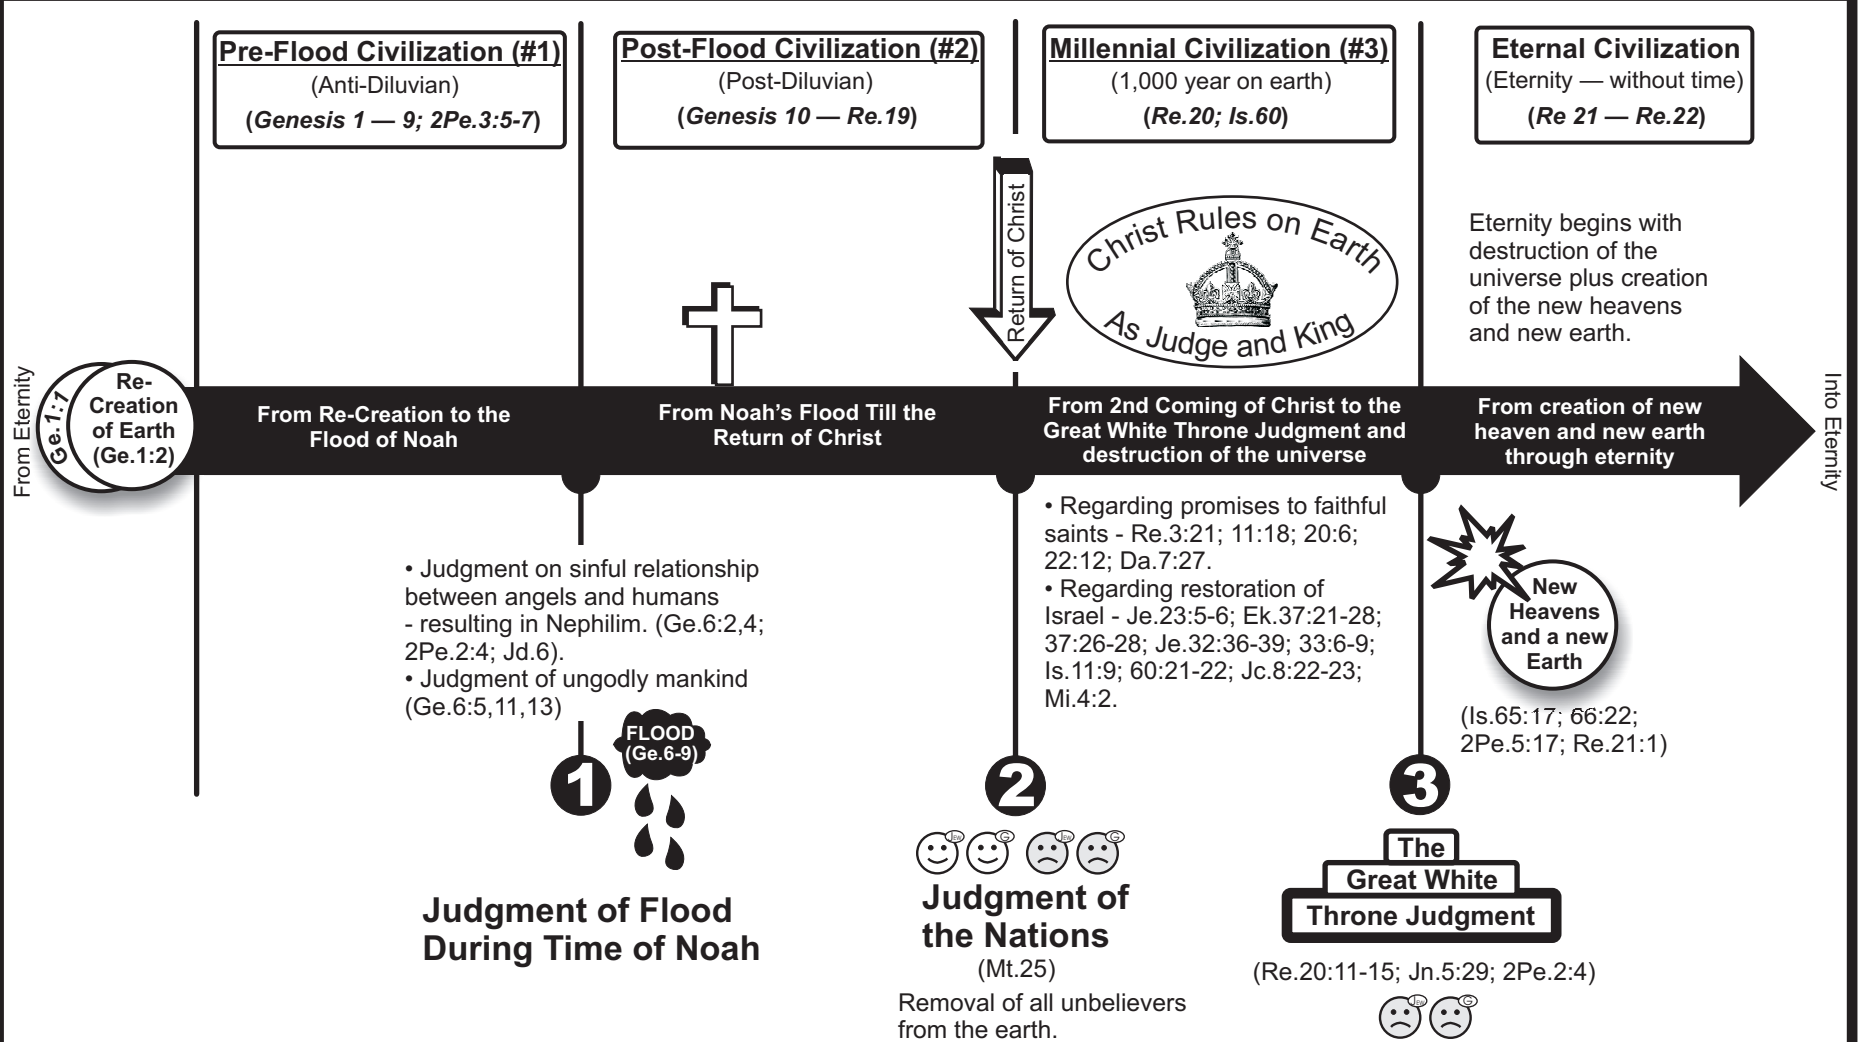 Pre-Flood Civilization (#1)
(Anti-Diluvian)
(Genesis 1 — 9; 2Pe.3:5-7)
Post-Flood Civilization (#2)
(Post-Diluvian)
(Genesis 10 — Re.19)
Millennial Civilization (#3)
(1,000 year on earth)
(Re.20; Is.60)
Eternal Civilization
(Eternity — without time)
(Re 21 — Re.22)
Return of Christ
Christ Rules on Earth
As Judge and King
Eternity begins with
destruction of the
universe plus creation
of the new heavens
and new earth.
From Eternity
Ge.1:1
Re-
Creation
of Earth
(Ge.1:2)
From Re-Creation to the
Flood of Noah
From Noah's Flood Till the
Return of Christ
From 2nd Coming of Christ to the
Great White Throne Judgment and
destruction of the universe
From creation of new
heaven and new earth
through eternity
Into Eternity
• Judgment on sinful relationship
between angels and humans
- resulting in Nephilim. (Ge.6:2,4;
2Pe.2:4; Jd.6).
• Judgment of ungodly mankind
(Ge.6:5,11,13)
FLOOD
(Ge.6-9)
1
Judgment of Flood
During Time of Noah
• Regarding promises to faithful
saints - Re.3:21; 11:18; 20:6;
22:12; Da.7:27.
• Regarding restoration of
Israel - Je.23:5-6; Ek.37:21-28;
37:26-28; Je.32:36-39; 33:6-9;
Is.11:9; 60:21-22; Jc.8:22-23;
Mi.4:2.
2
Jew
G
Jew
G
Judgment of
the Nations
(Mt.25)
Removal of all unbelievers
from the earth.
New
Heavens
and a new
Earth
(Is.65:17; 66:22;
2Pe.5:17; Re.21:1)
3
The
Great White
Throne Judgment
(Re.20:11-15; Jn.5:29; 2Pe.2:4)
Jew
G